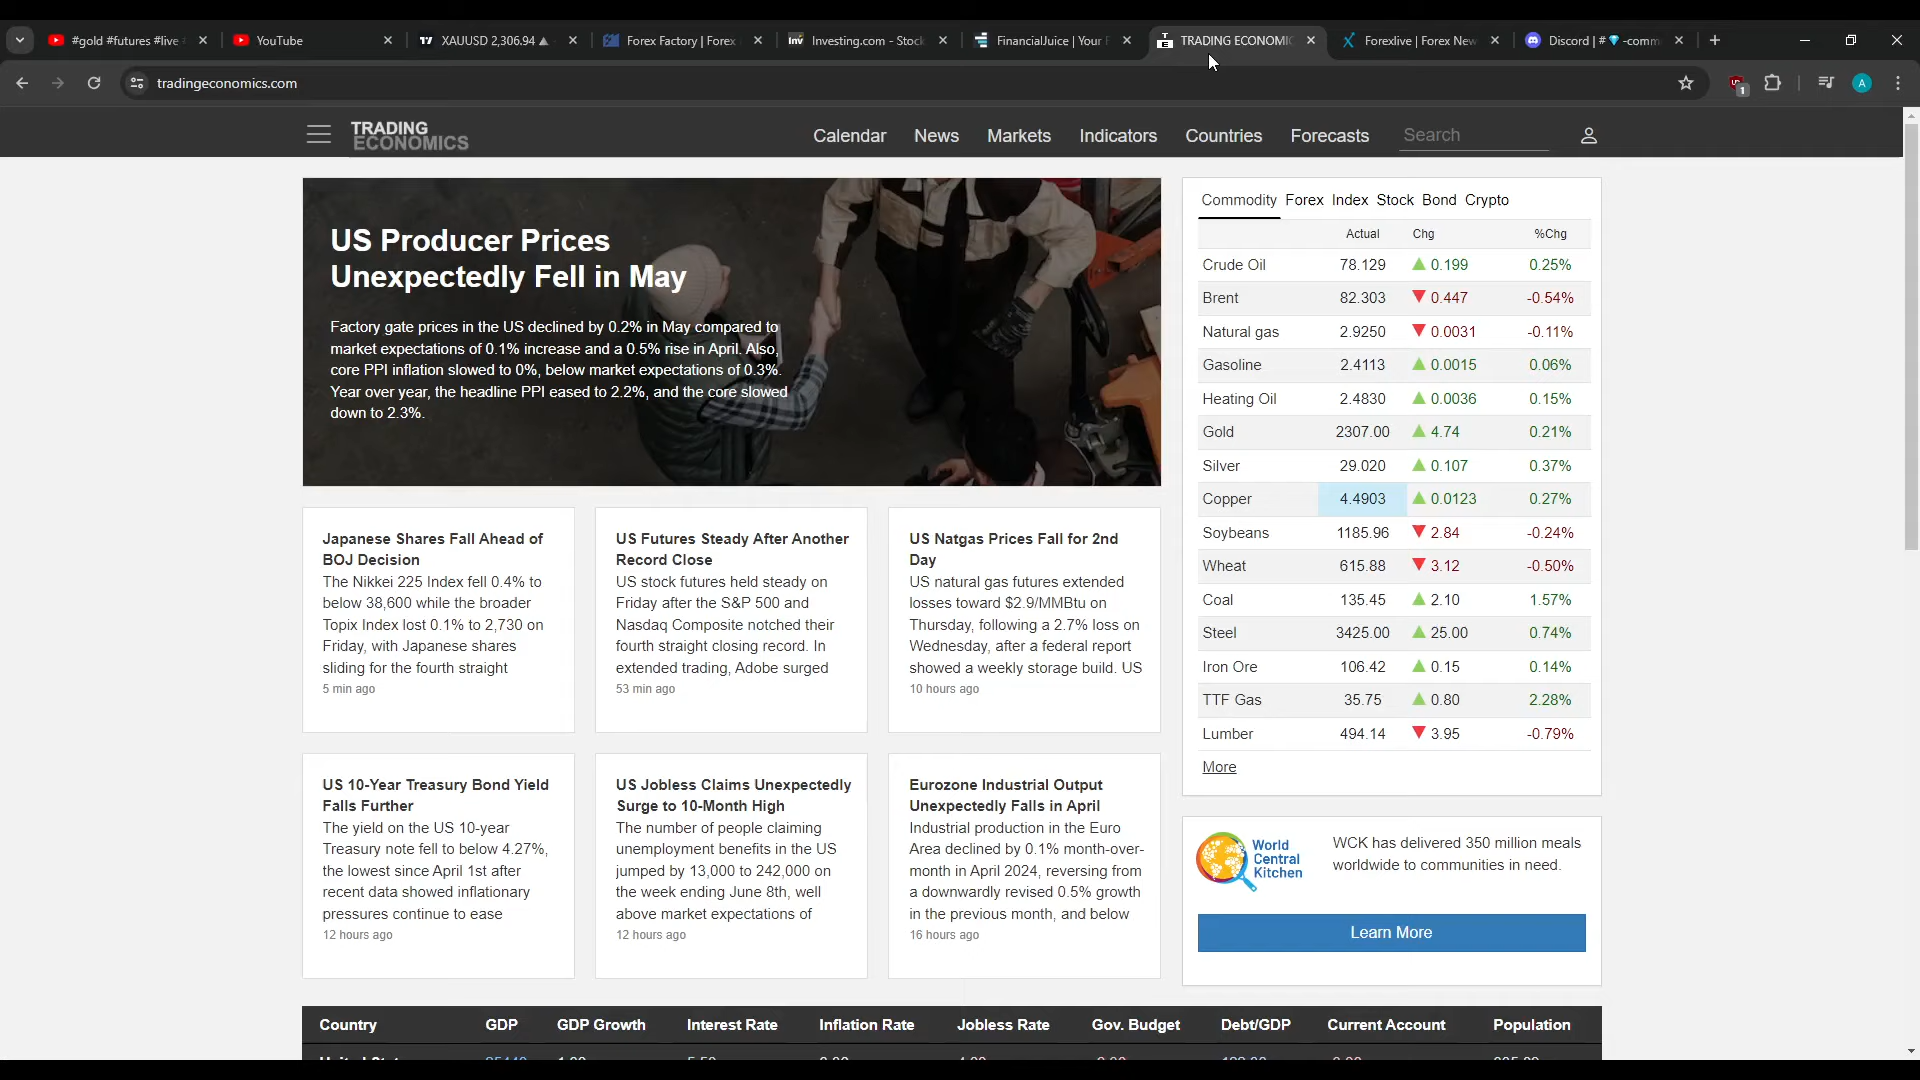 #gold #futures #live
YouTube
XAUUSD 2,306.94 ▲
Forex Factory | Forex
Investing.com - Stock
FinancialJuice | Your F
TRADING ECONOMIC
Forexlive | Forex New
Discord | #💎-comm
tradingeconomics.com
1
A
TRADING
ECONOMICS
Calendar News Markets Indicators Countries Forecasts Search
US Producer Prices
Unexpectedly Fell in May
Factory gate prices in the US declined by 0.2% in May compared to
market expectations of 0.1% increase and a 0.5% rise in April. Also,
core PPI inflation slowed to 0%, below market expectations of 0.3%.
Year over year, the headline PPI eased to 2.2%, and the core slowed
down to 2.3%.
Japanese Shares Fall Ahead of
BOJ Decision
The Nikkei 225 Index fell 0.4% to
below 38,600 while the broader
Topix Index lost 0.1% to 2,730 on
Friday, with Japanese shares
sliding for the fourth straight
5 min ago
US Futures Steady After Another
Record Close
US stock futures held steady on
Friday after the S&P 500 and
Nasdaq Composite notched their
fourth straight closing record. In
extended trading, Adobe surged
53 min ago
US Natgas Prices Fall for 2nd
Day
US natural gas futures extended
losses toward $2.9/MMBtu on
Thursday, following a 2.7% loss on
Wednesday, after a federal report
showed a weekly storage build. US
10 hours ago
US 10-Year Treasury Bond Yield
Falls Further
The yield on the US 10-year
Treasury note fell to below 4.27%,
the lowest since April 1st after
recent data showed inflationary
pressures continue to ease
12 hours ago
US Jobless Claims Unexpectedly
Surge to 10-Month High
The number of people claiming
unemployment benefits in the US
jumped by 13,000 to 242,000 on
the week ending June 8th, well
above market expectations of
12 hours ago
Eurozone Industrial Output
Unexpectedly Falls in April
Industrial production in the Euro
Area declined by 0.1% month-over-
month in April 2024, reversing from
a downwardly revised 0.5% growth
in the previous month, and below
16 hours ago
Commodity Forex Index Stock Bond Crypto
Actual Chg %Chg
Crude Oil 78.129 ▲ 0.199 0.25%
Brent 82.303 ▼ 0.447 -0.54%
Natural gas 2.9250 ▼ 0.0031 -0.11%
Gasoline 2.4113 ▲ 0.0015 0.06%
Heating Oil 2.4830 ▲ 0.0036 0.15%
Gold 2307.00 ▲ 4.74 0.21%
Silver 29.020 ▲ 0.107 0.37%
Copper 4.4903 ▲ 0.0123 0.27%
Soybeans 1185.96 ▼ 2.84 -0.24%
Wheat 615.88 ▼ 3.12 -0.50%
Coal 135.45 ▲ 2.10 1.57%
Steel 3425.00 ▲ 25.00 0.74%
Iron Ore 106.42 ▲ 0.15 0.14%
TTF Gas 35.75 ▲ 0.80 2.28%
Lumber 494.14 ▼ 3.95 -0.79%
More
World
Central
Kitchen
WCK has delivered 350 million meals
worldwide to communities in need.
Learn More
Country GDP GDP Growth Interest Rate Inflation Rate Jobless Rate Gov. Budget Debt/GDP Current Account Population